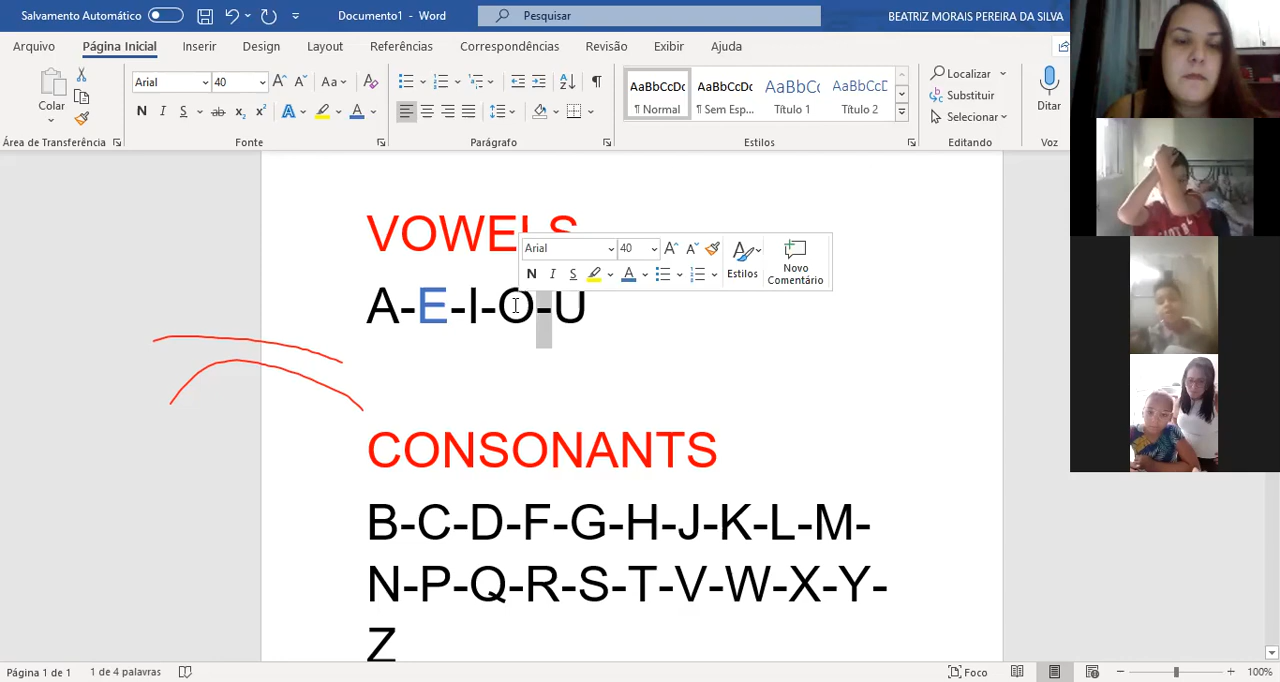 Salvamento Automático
Documento1 - Word
Pesquisar
BEATRIZ MORAIS PEREIRA DA SILVA
Arquivo Página Inicial Inserir Design Layout Referências Correspondências Revisão Exibir Ajuda
Colar
Área de Transferência
Arial 40
Aa
N I S ab x₂ x²
A A
Fonte
Parágrafo
AaBbCcDc AaBbCcDc AaBbCc AaBbCcE
¶ Normal ¶ Sem Esp... Título 1 Título 2
Estilos
Localizar
Substituir
Selecionar
Editando
Ditar
Voz
VOWELS
Arial 40
N I S A
Estilos
Novo
Comentário
A-E-I-O-U
CONSONANTS
B-C-D-F-G-H-J-K-L-M-
N-P-Q-R-S-T-V-W-X-Y-
Z
Página 1 de 1 1 de 4 palavras
Foco
100%